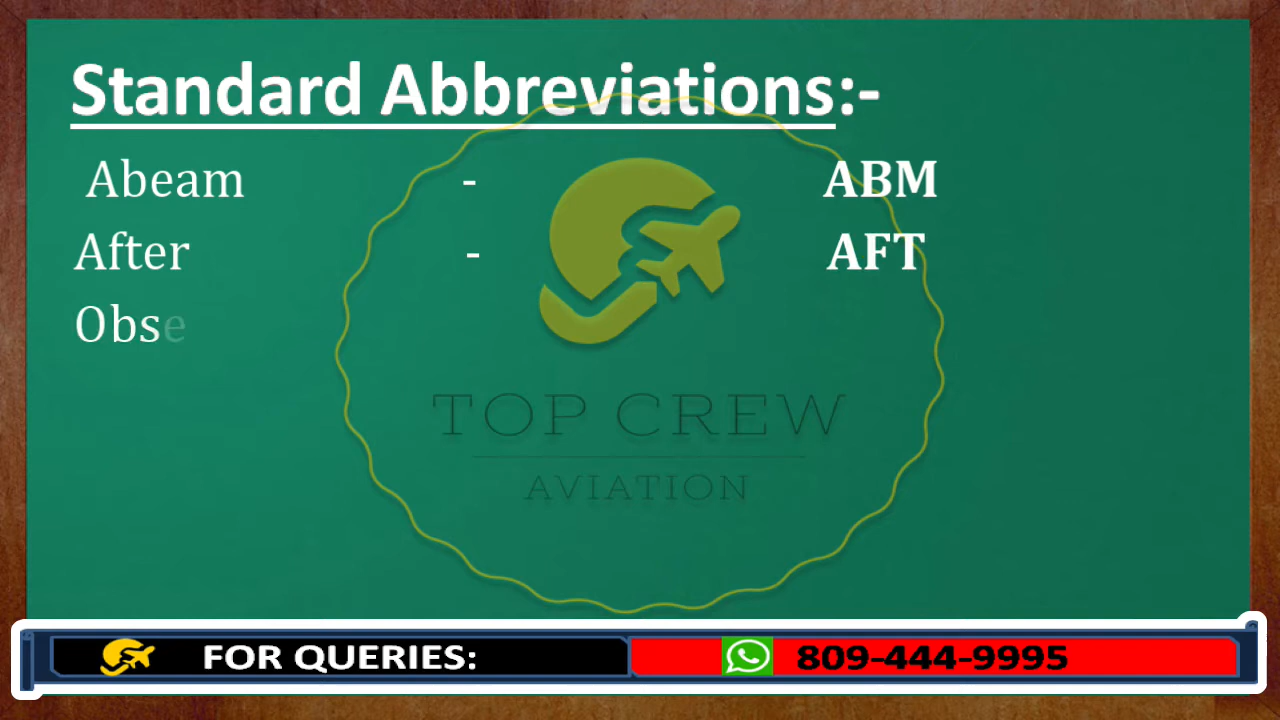 Standard Abbreviations:-
Abeam - ABM
After - AFT
Obse
TOP CREW
AVIATION
FOR QUERIES: 809-444-9995